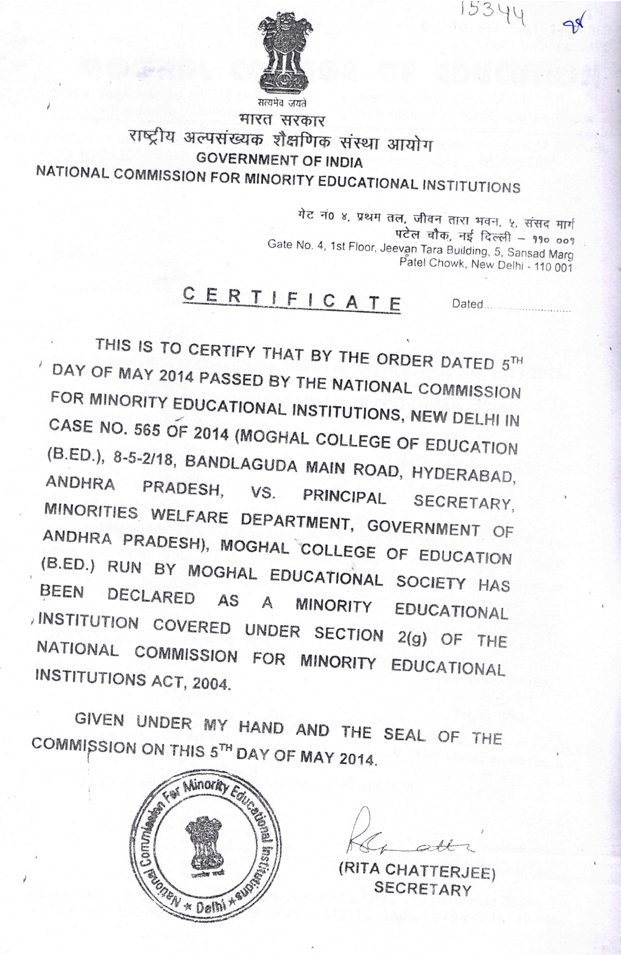 15344
सत्यमेव जयते
भारत सरकार
राष्ट्रीय अल्पसंख्यक शैक्षणिक संस्था आयोग
GOVERNMENT OF INDIA
NATIONAL COMMISSION FOR MINORITY EDUCATIONAL INSTITUTIONS
गेट नं० ४, प्रथम तल, जीवन तारा भवन, ५, संसद मार्ग
पटेल चौक, नई दिल्ली – ११० ००१
Gate No. 4, 1st Floor, Jeevan Tara Building, 5, Sansad Marg
Patel Chowk, New Delhi - 110 001
CERTIFICATE
Dated........................
THIS IS TO CERTIFY THAT BY THE ORDER DATED 5TH
DAY OF MAY 2014 PASSED BY THE NATIONAL COMMISSION
FOR MINORITY EDUCATIONAL INSTITUTIONS, NEW DELHI IN
CASE NO. 565 OF 2014 (MOGHAL COLLEGE OF EDUCATION
(B.ED.), 8-5-2/18, BANDLAGUDA MAIN ROAD, HYDERABAD,
ANDHRA PRADESH, VS. PRINCIPAL SECRETARY,
MINORITIES WELFARE DEPARTMENT, GOVERNMENT OF
ANDHRA PRADESH), MOGHAL COLLEGE OF EDUCATION
(B.ED.) RUN BY MOGHAL EDUCATIONAL SOCIETY HAS
BEEN DECLARED AS A MINORITY EDUCATIONAL
INSTITUTION COVERED UNDER SECTION 2(g) OF THE
NATIONAL COMMISSION FOR MINORITY EDUCATIONAL
INSTITUTIONS ACT, 2004.
GIVEN UNDER MY HAND AND THE SEAL OF THE
COMMISSION ON THIS 5TH DAY OF MAY 2014.
National Commission For Minority Educational Institutions
सत्यमेव जयते
* Delhi *
(RITA CHATTERJEE)
SECRETARY